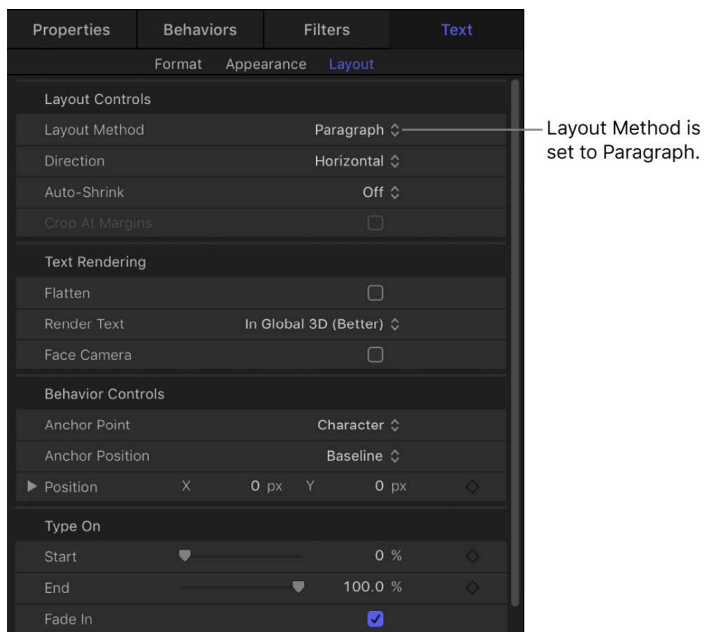 Properties Behaviors Filters Text
Format Appearance Layout
Layout Controls
Layout Method Paragraph
Direction Horizontal
Auto-Shrink Off
Crop At Margins
Text Rendering
Flatten
Render Text In Global 3D (Better)
Face Camera
Behavior Controls
Anchor Point Character
Anchor Position Baseline
Position X 0 px Y 0 px
Type On
Start 0 %
End 100.0 %
Fade In
Layout Method is
set to Paragraph.